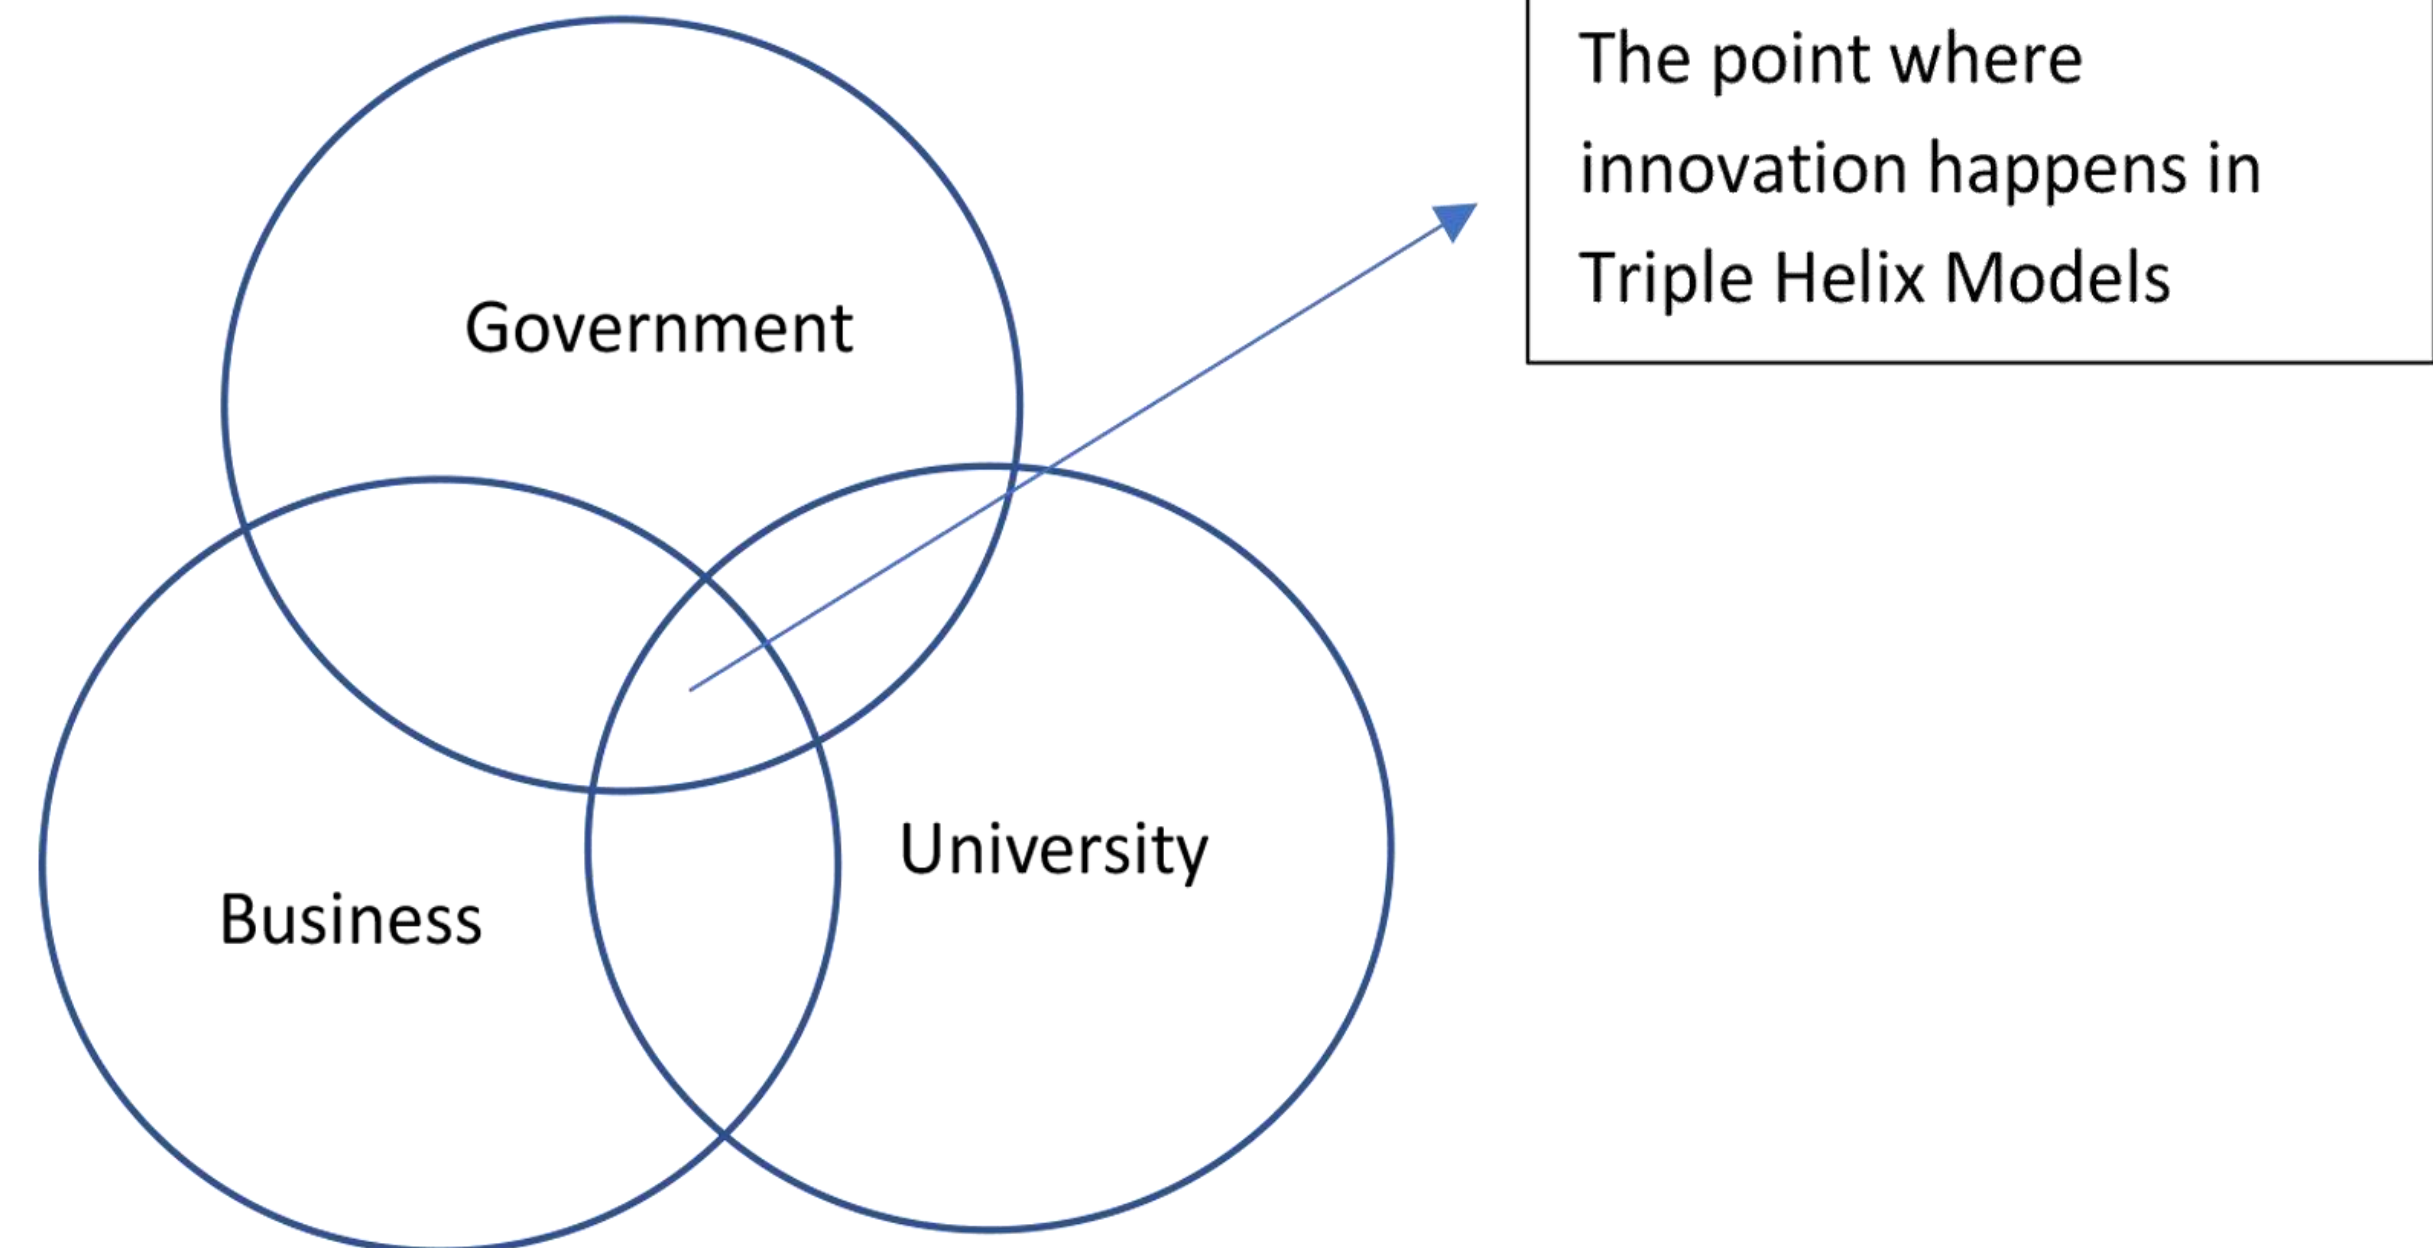 The point where
innovation happens in
Triple Helix Models
Government
University
Business